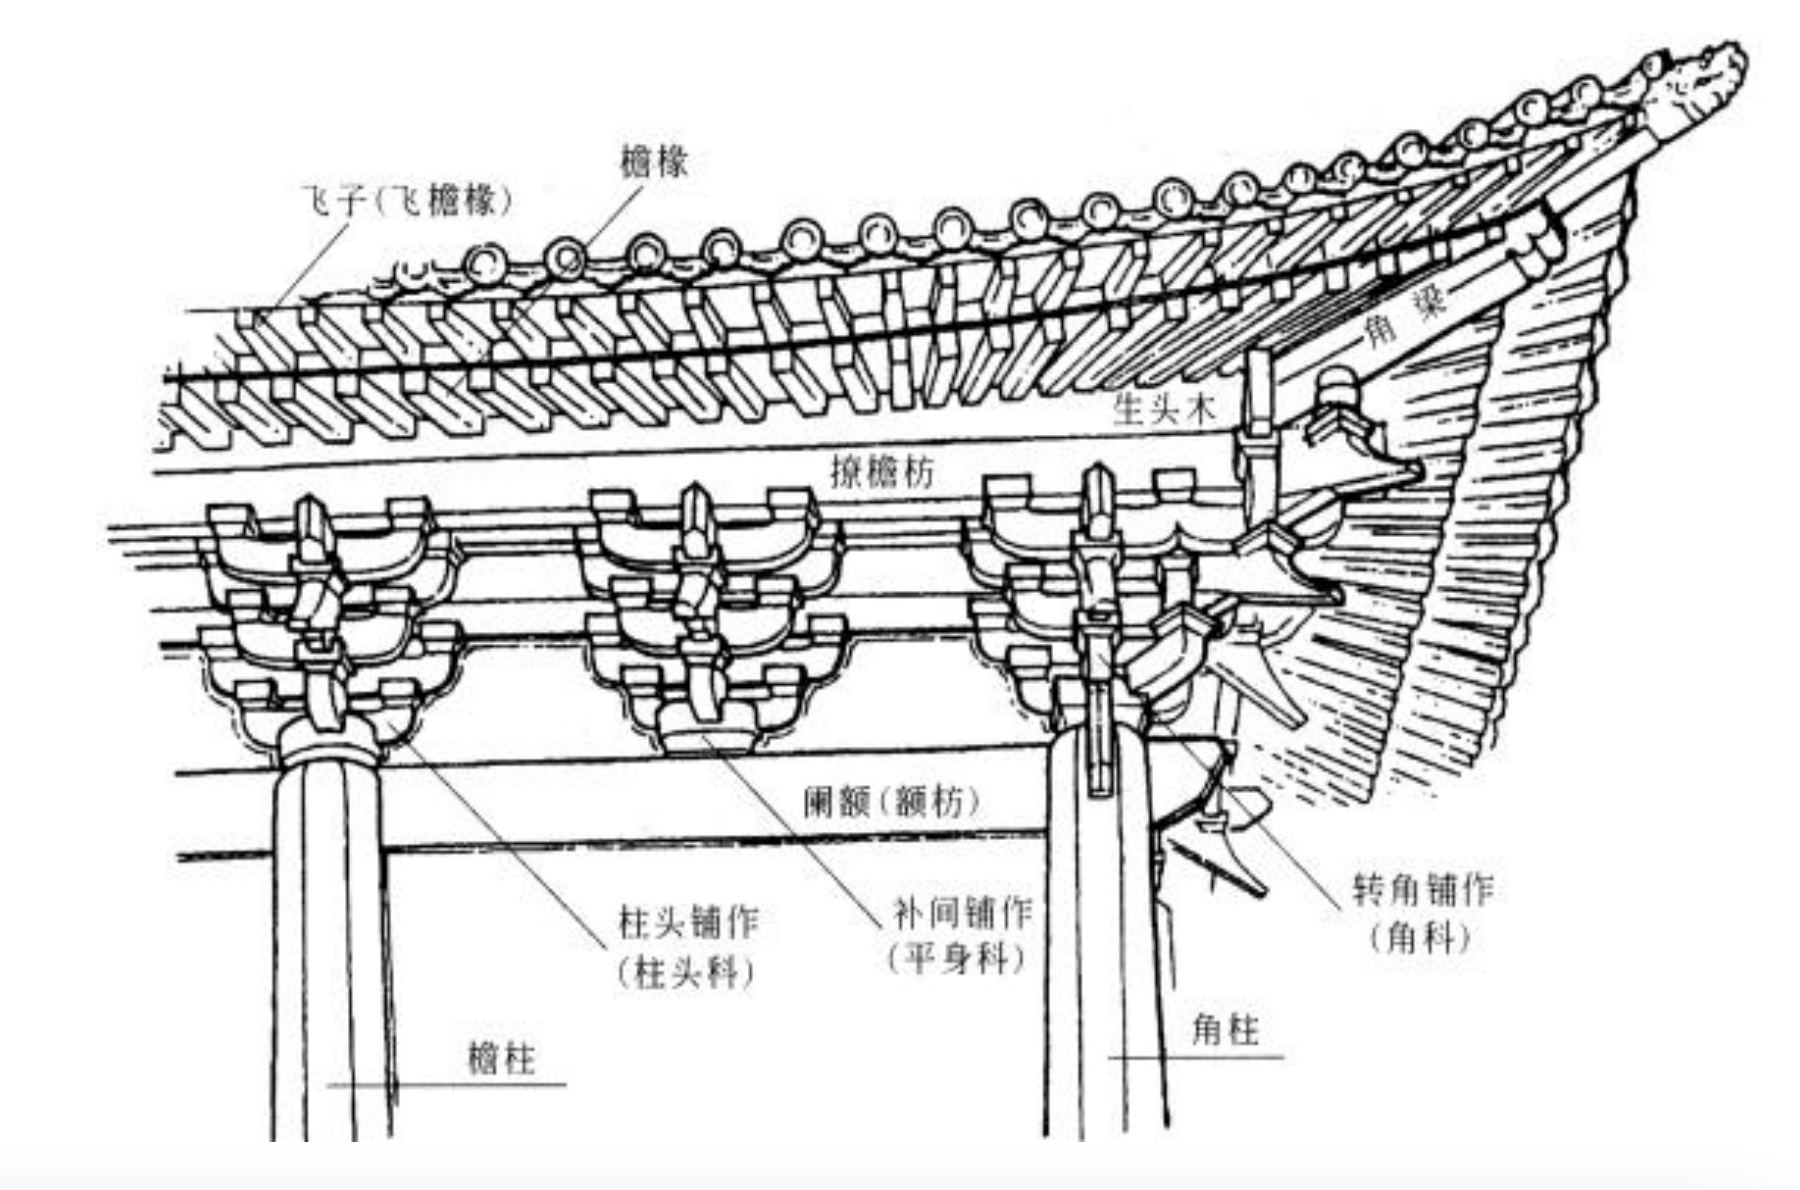 檐椽
飞子(飞檐椽)
角梁
生头木
撩檐枋
阑额(额枋)
柱头铺作
(柱头科)
补间铺作
(平身科)
转角铺作
(角科)
角柱
檐柱